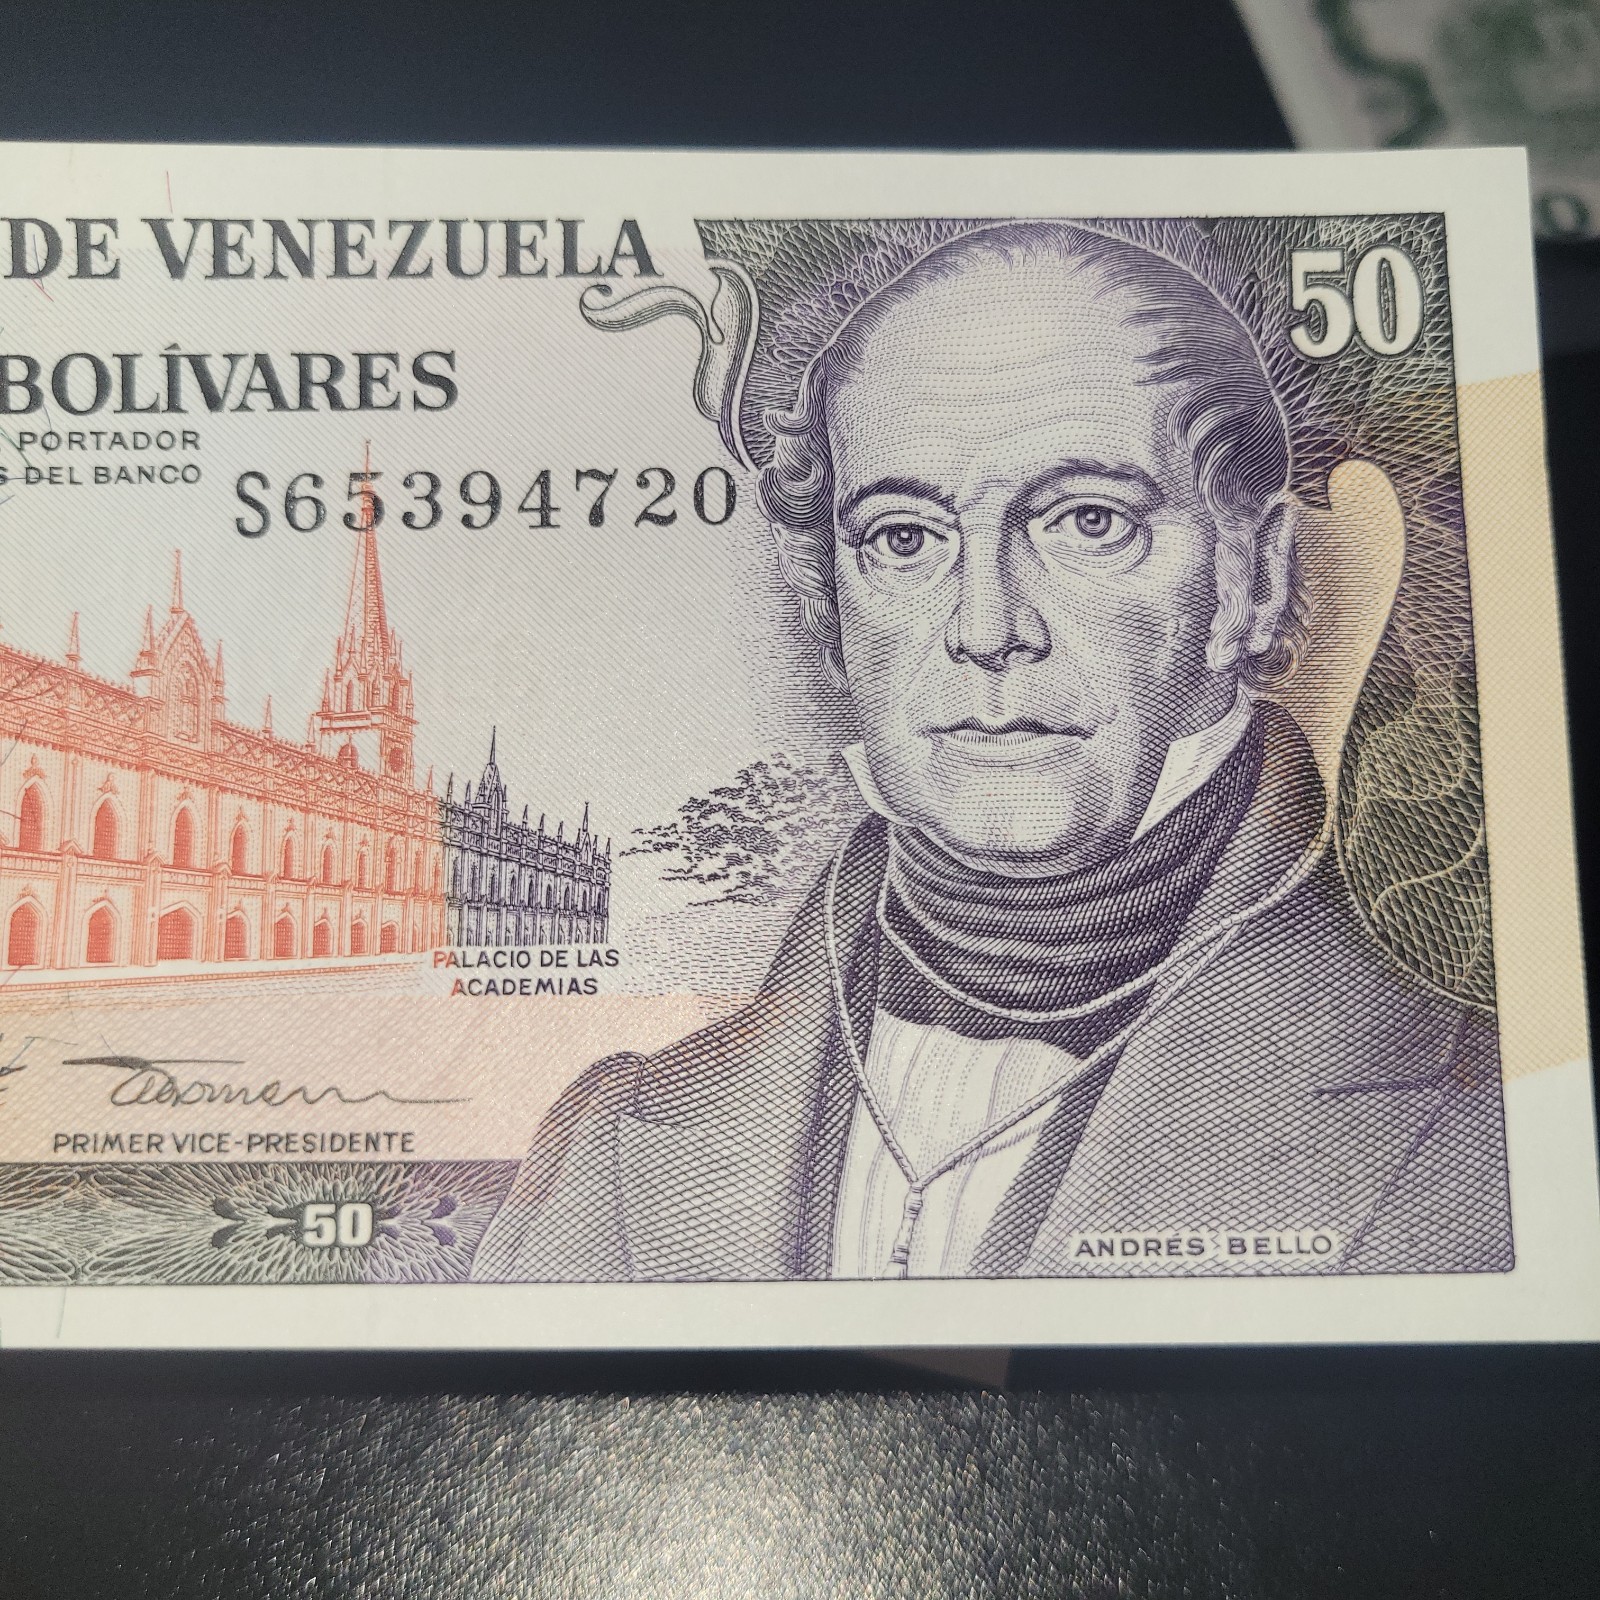 DE VENEZUELA
50
BOLÍVARES
PORTADOR
S DEL BANCO
S65394720
PALACIO DE LAS
ACADEMIAS
PRIMER VICE-PRESIDENTE
50
ANDRÉS BELLO